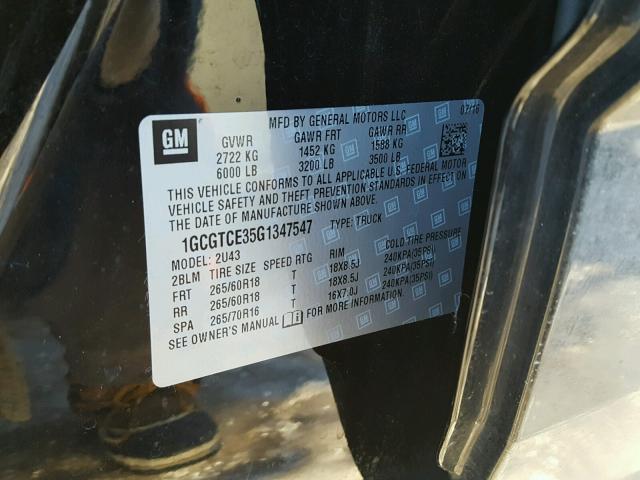 MFD BY GENERAL MOTORS LLC 02/16
GM
GVWR GAWR FRT GAWR RR
2722 KG 1452 KG 1588 KG
6000 LB 3200 LB 3500 LB
THIS VEHICLE CONFORMS TO ALL APPLICABLE U.S. FEDERAL MOTOR
VEHICLE SAFETY AND THEFT PREVENTION STANDARDS IN EFFECT ON
THE DATE OF MANUFACTURE SHOWN ABOVE.
1GCGTCE35G1347547 TYPE: TRUCK
MODEL: 2U43
2BLM TIRE SIZE SPEED RTG RIM COLD TIRE PRESSURE
FRT 265/60R18 T 18X8.5J 240KPA(35PSI)
RR 265/60R18 T 18X8.5J 240KPA(35PSI)
SPA 265/70R16 T 16X7.0J 240KPA(35PSI)
SEE OWNER'S MANUAL FOR MORE INFORMATION.